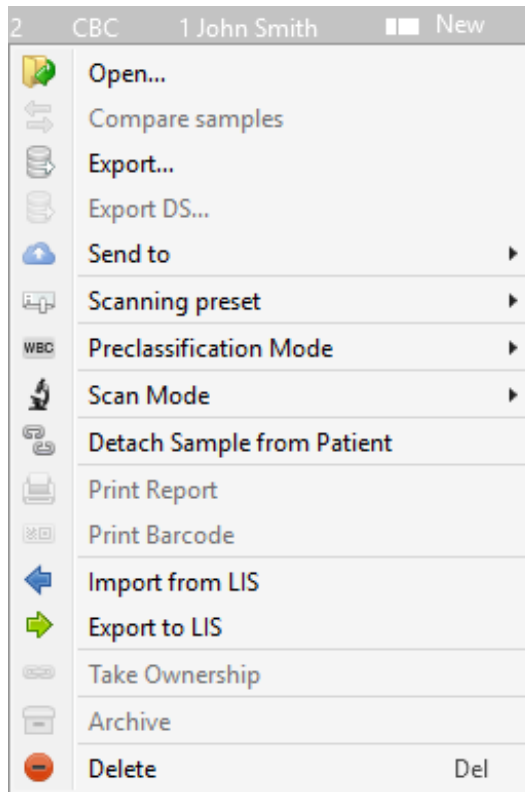 2 CBC 1 John Smith New
Open...
Compare samples
Export...
Export DS...
Send to
Scanning preset
WBC Preclassification Mode
Scan Mode
Detach Sample from Patient
Print Report
Print Barcode
Import from LIS
Export to LIS
Take Ownership
Archive
Delete Del